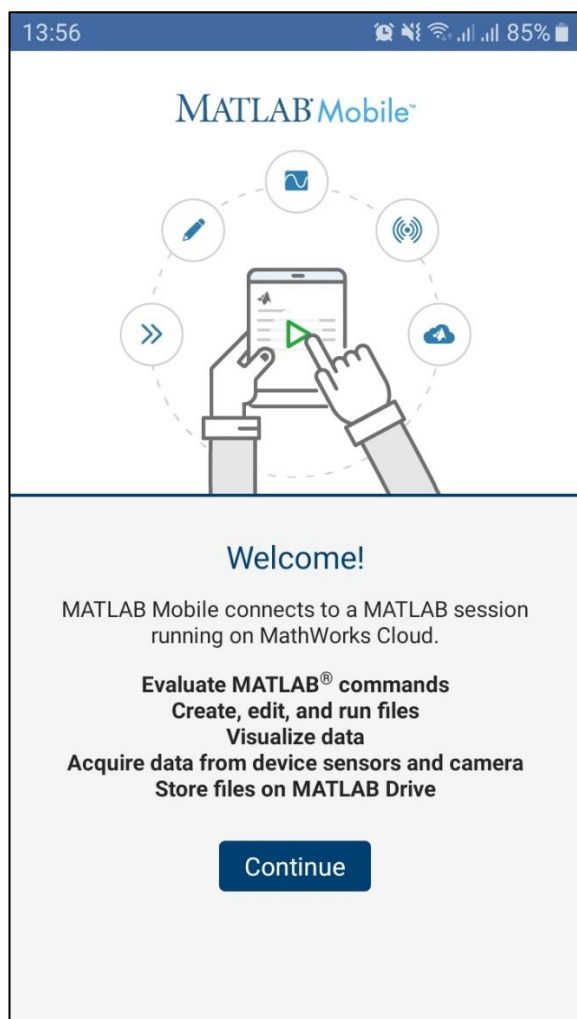 13:56
85%
MATLAB® Mobile™
Welcome!
MATLAB Mobile connects to a MATLAB session
running on MathWorks Cloud.
Evaluate MATLAB® commands
Create, edit, and run files
Visualize data
Acquire data from device sensors and camera
Store files on MATLAB Drive
Continue